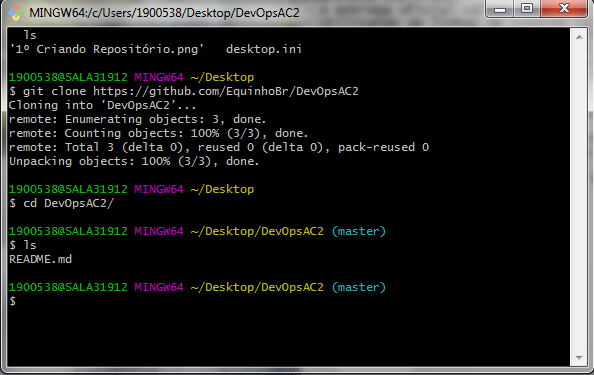 MINGW64:/c/Users/1900538/Desktop/DevOpsAC2
ls
'1º Criando Repositório.png'   desktop.ini
1900538@SALA31912 MINGW64 ~/Desktop
$ git clone https://github.com/EquinhoBr/DevOpsAC2
Cloning into 'DevOpsAC2'...
remote: Enumerating objects: 3, done.
remote: Counting objects: 100% (3/3), done.
remote: Total 3 (delta 0), reused 0 (delta 0), pack-reused 0
Unpacking objects: 100% (3/3), done.
1900538@SALA31912 MINGW64 ~/Desktop
$ cd DevOpsAC2/
1900538@SALA31912 MINGW64 ~/Desktop/DevOpsAC2 (master)
$ ls
README.md
1900538@SALA31912 MINGW64 ~/Desktop/DevOpsAC2 (master)
$